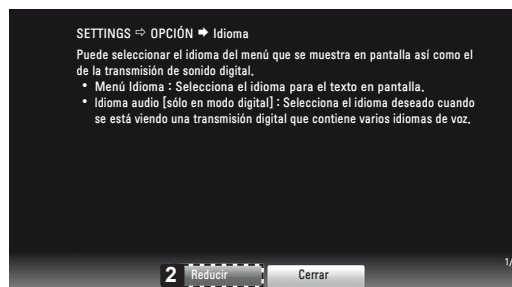 SETTINGS ⇨ OPCIÓN ➡ Idioma
Puede seleccionar el idioma del menú que se muestra en pantalla así como el
de la transmisión de sonido digital.
• Menú Idioma : Selecciona el idioma para el texto en pantalla.
• Idioma audio [sólo en modo digital] : Selecciona el idioma deseado cuando
se está viendo una transmisión digital que contiene varios idiomas de voz.
1/
2 Reducir Cerrar